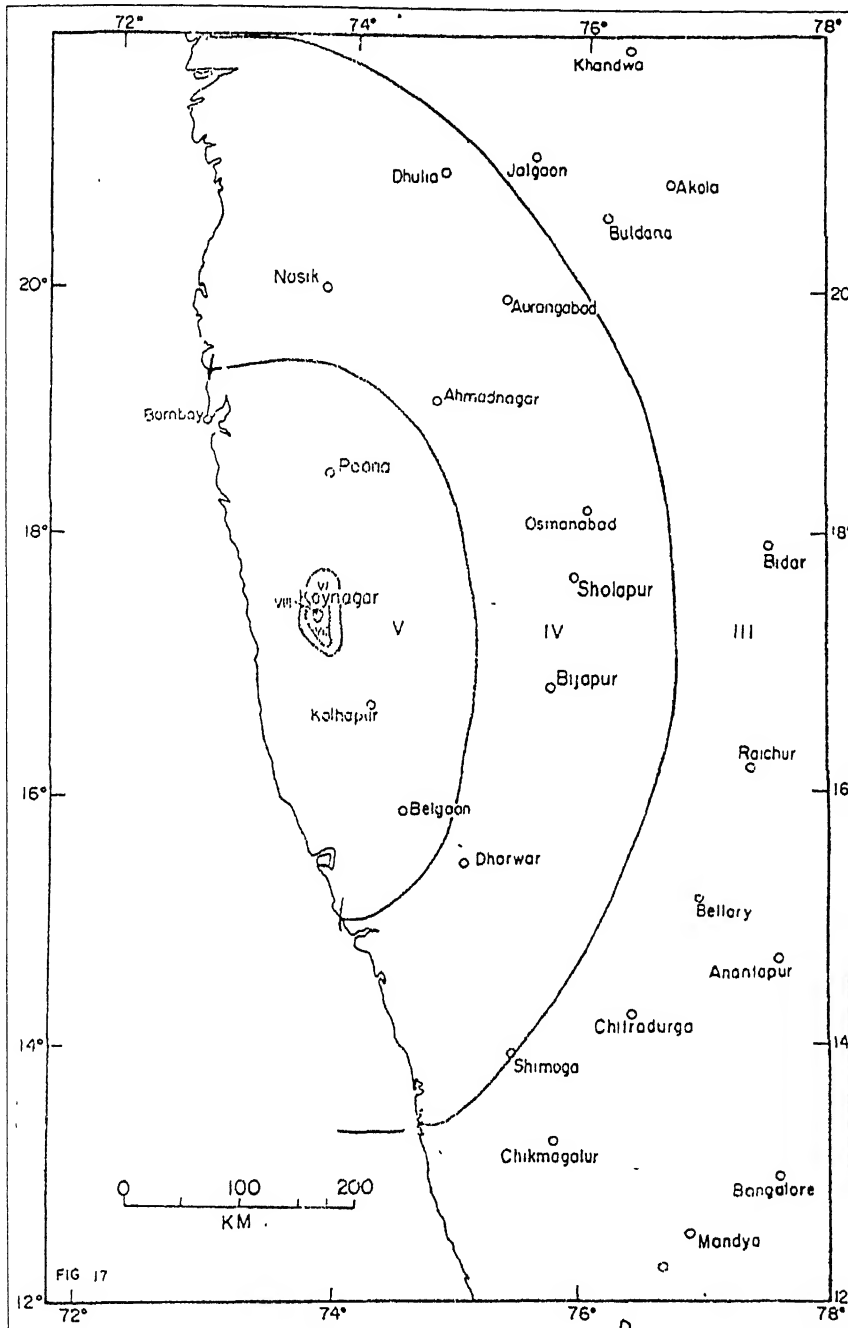 72° 74° 76° 78°
Khandwa
Dhulia
Jalgaon
Akola
Buldana
Nasik
20° 20
Aurangabad
Ahmadnagar
Bombay
Poona
Osmanabad
18° 18
Bidar
VI
Sholapur
Koynagar
VIII
VII
V IV III
Bijapur
Kolhapur
Raichur
16° 16
Belgaon
Dharwar
Bellary
Anantapur
Chitradurga
14° 14
Shimoga
Chikmagalur
0 100 200
KM
Bangalore
Mandya
FIG 17
12° 12
72° 74° 76° 78°